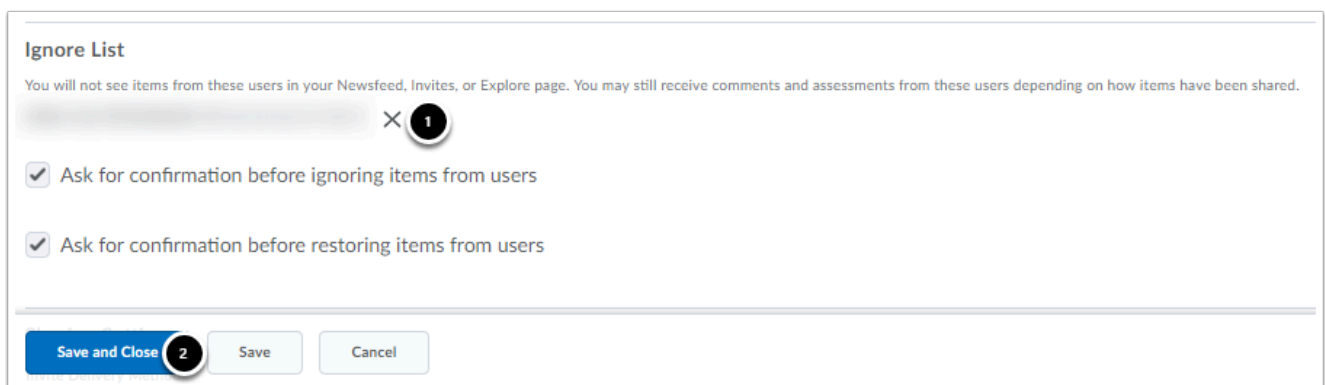 Ignore List
You will not see items from these users in your Newsfeed, Invites, or Explore page. You may still receive comments and assessments from these users depending on how items have been shared.
1
Ask for confirmation before ignoring items from users
Ask for confirmation before restoring items from users
Save and Close 2 Save Cancel
Invite Delivery